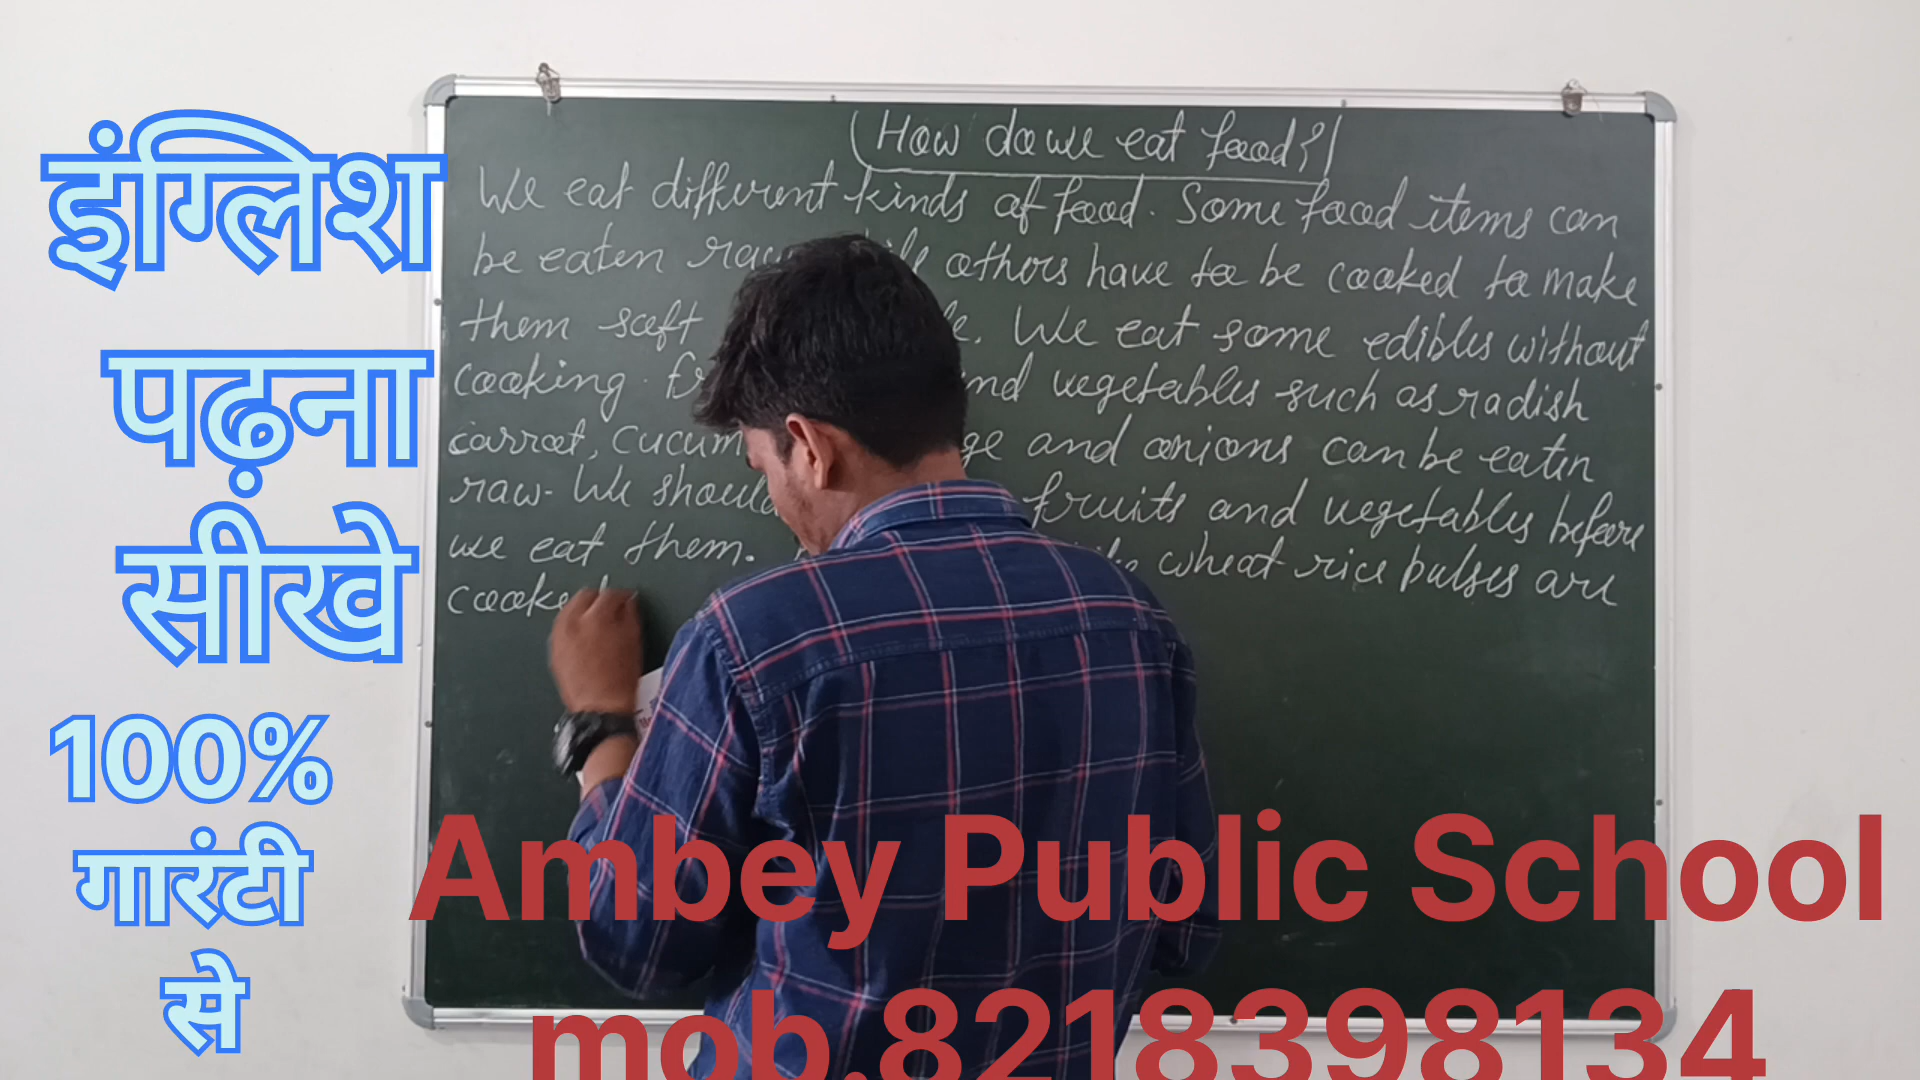 इंग्लिश
पढ़ना
सीखे
100%
गारंटी
से
(How do we eat food?)
We eat different kinds of food. Some food items can
be eaten others have to be cooked to make
them soft We eat some edibles without
cooking. and vegetables such as radish
carrot, and onions can be eaten
raw. We should fruits and vegetables before
we eat them. wheat rice pulses are
Ambey Public School
mob.8218398134